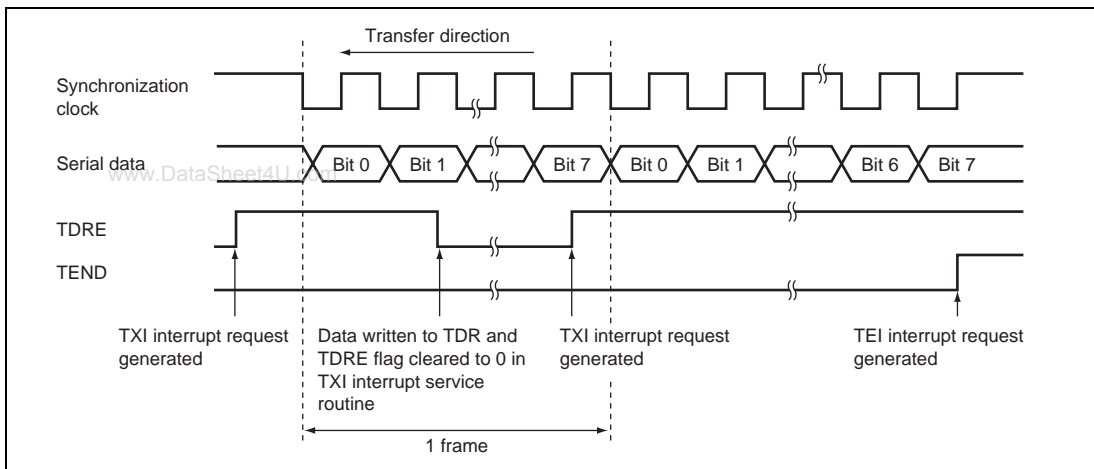 Transfer direction
Synchronization
clock
Serial data
Bit 0
Bit 1
Bit 7
Bit 0
Bit 1
Bit 6
Bit 7
www.DataSheet4U.com
TDRE
TEND
TXI interrupt request
generated
Data written to TDR and
TDRE flag cleared to 0 in
TXI interrupt service
routine
TXI interrupt request
generated
TEI interrupt request
generated
1 frame